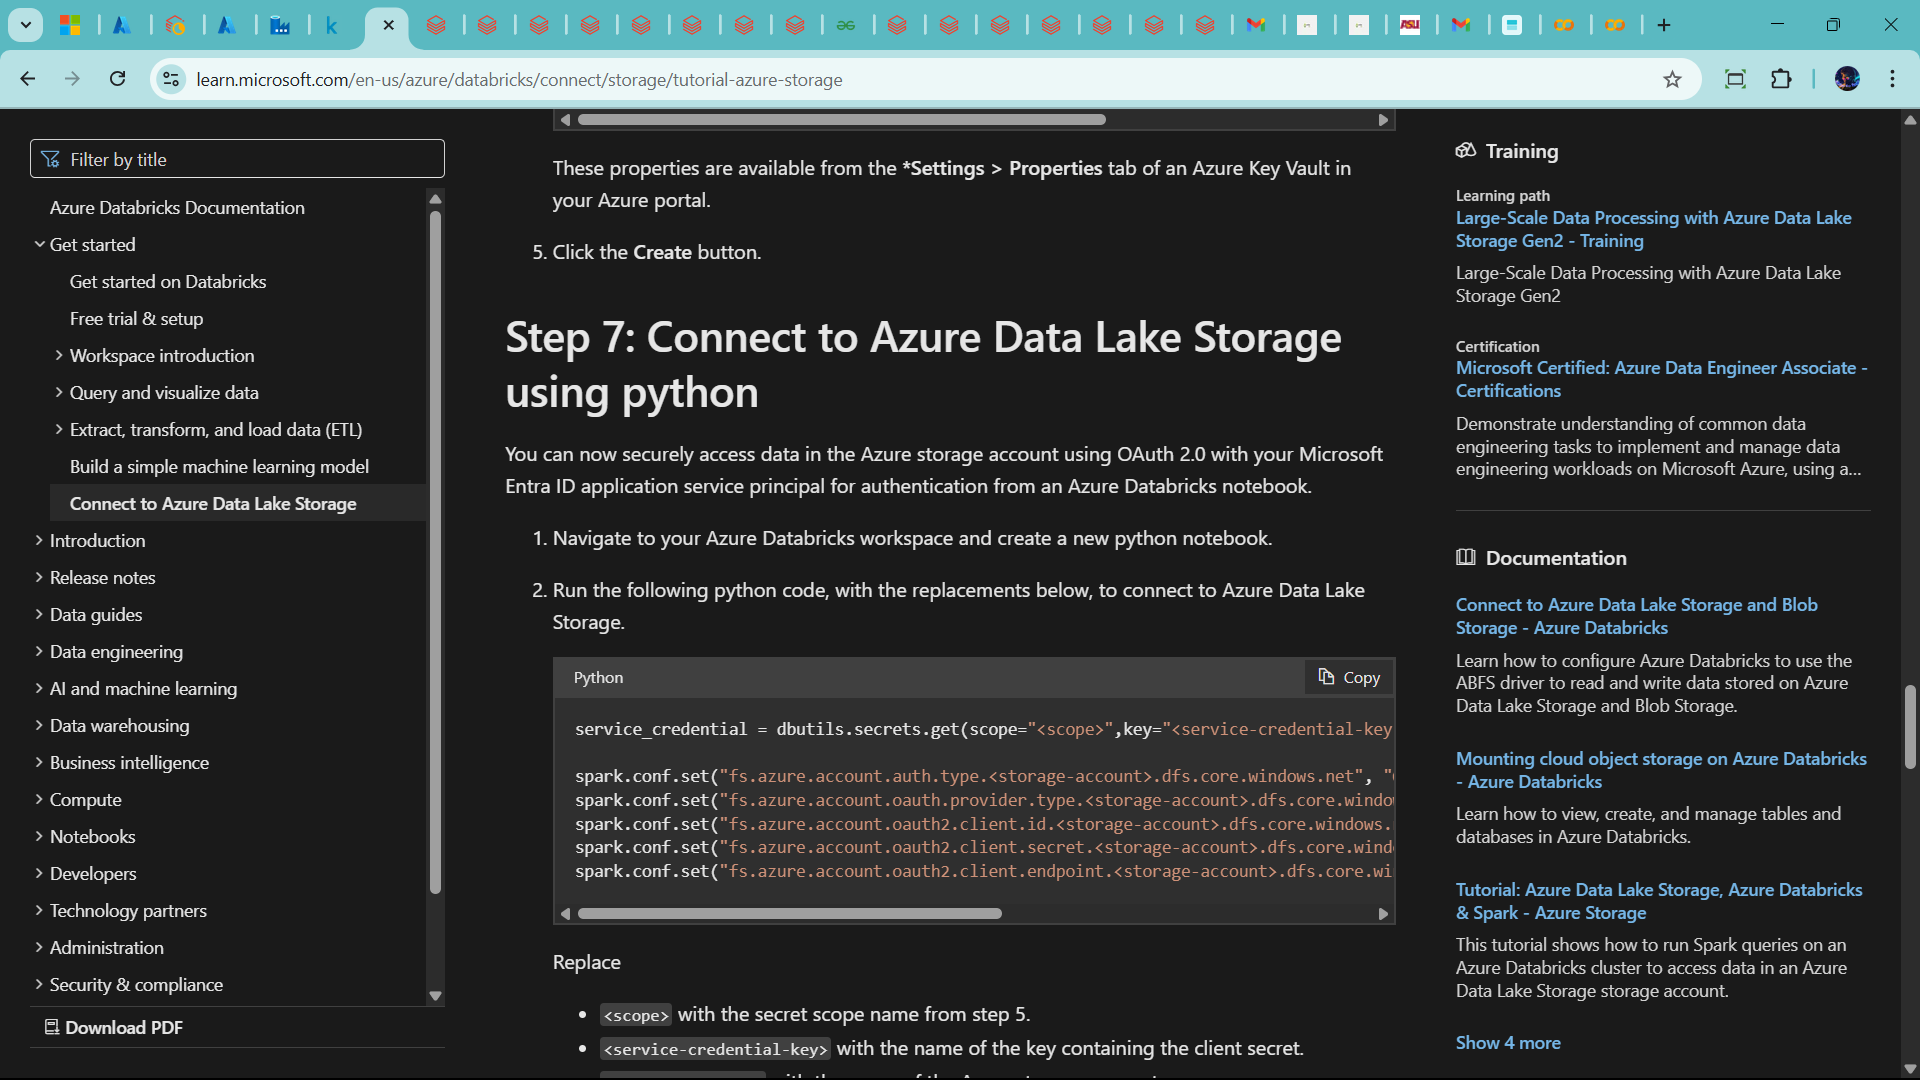 learn.microsoft.com/en-us/azure/databricks/connect/storage/tutorial-azure-storage
Filter by title
Azure Databricks Documentation
Get started
Get started on Databricks
Free trial & setup
Workspace introduction
Query and visualize data
Extract, transform, and load data (ETL)
Build a simple machine learning model
Connect to Azure Data Lake Storage
Introduction
Release notes
Data guides
Data engineering
AI and machine learning
Data warehousing
Business intelligence
Compute
Notebooks
Developers
Technology partners
Administration
Security & compliance
Download PDF
These properties are available from the *Settings > Properties tab of an Azure Key Vault in
your Azure portal.
5. Click the Create button.
Step 7: Connect to Azure Data Lake Storage
using python
You can now securely access data in the Azure storage account using OAuth 2.0 with your Microsoft
Entra ID application service principal for authentication from an Azure Databricks notebook.
1. Navigate to your Azure Databricks workspace and create a new python notebook.
2. Run the following python code, with the replacements below, to connect to Azure Data Lake
Storage.
Python
Copy
service_credential = dbutils.secrets.get(scope="<scope>",key="<service-credential-key
spark.conf.set("fs.azure.account.auth.type.<storage-account>.dfs.core.windows.net", "
spark.conf.set("fs.azure.account.oauth.provider.type.<storage-account>.dfs.core.windo
spark.conf.set("fs.azure.account.oauth2.client.id.<storage-account>.dfs.core.windows.
spark.conf.set("fs.azure.account.oauth2.client.secret.<storage-account>.dfs.core.wind
spark.conf.set("fs.azure.account.oauth2.client.endpoint.<storage-account>.dfs.core.wi
Replace
• <scope> with the secret scope name from step 5.
• <service-credential-key> with the name of the key containing the client secret.
Training
Learning path
Large-Scale Data Processing with Azure Data Lake
Storage Gen2 - Training
Large-Scale Data Processing with Azure Data Lake
Storage Gen2
Certification
Microsoft Certified: Azure Data Engineer Associate -
Certifications
Demonstrate understanding of common data
engineering tasks to implement and manage data
engineering workloads on Microsoft Azure, using a...
Documentation
Connect to Azure Data Lake Storage and Blob
Storage - Azure Databricks
Learn how to configure Azure Databricks to use the
ABFS driver to read and write data stored on Azure
Data Lake Storage and Blob Storage.
Mounting cloud object storage on Azure Databricks
- Azure Databricks
Learn how to view, create, and manage tables and
databases in Azure Databricks.
Tutorial: Azure Data Lake Storage, Azure Databricks
& Spark - Azure Storage
This tutorial shows how to run Spark queries on an
Azure Databricks cluster to access data in an Azure
Data Lake Storage storage account.
Show 4 more